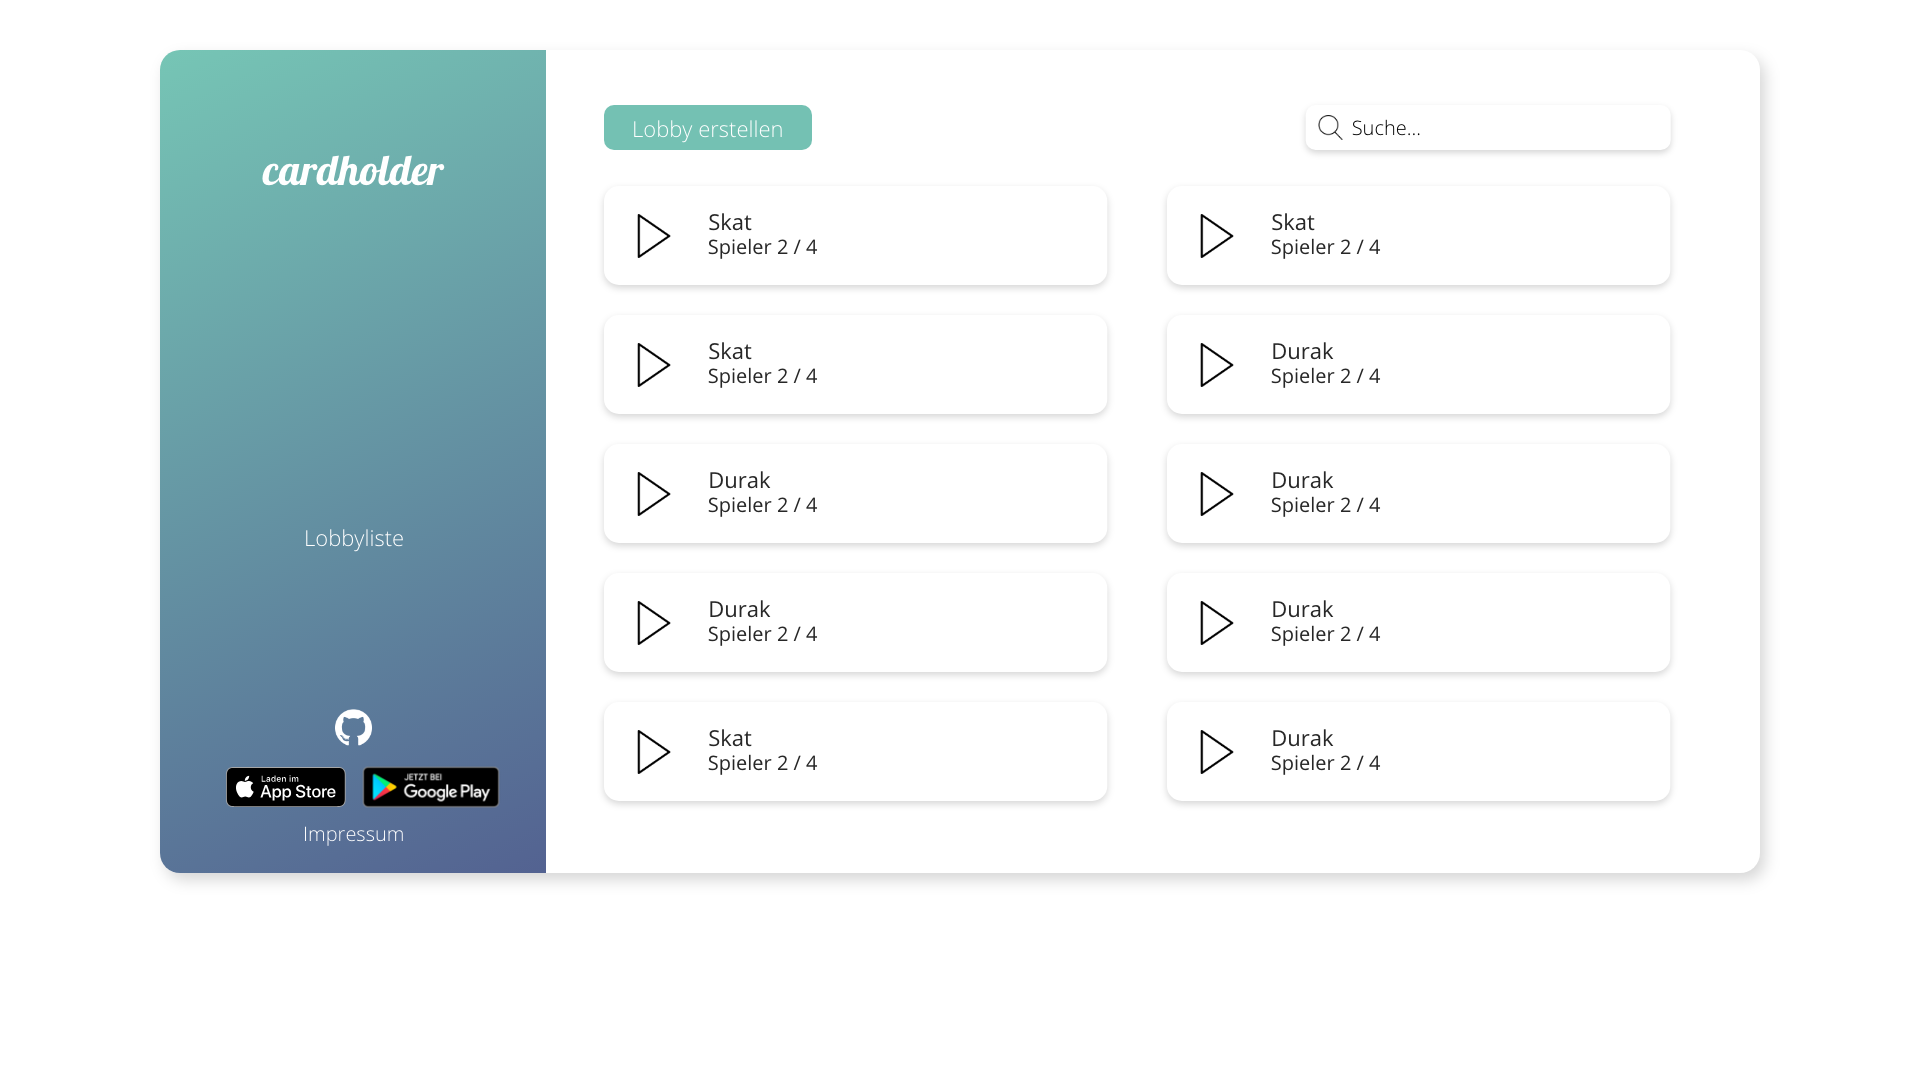 cardholder
Lobbyliste
Laden im
App Store
JETZT BEI
Google Play
Impressum
Lobby erstellen
Suche...
Skat
Spieler 2 / 4
Skat
Spieler 2 / 4
Skat
Spieler 2 / 4
Durak
Spieler 2 / 4
Durak
Spieler 2 / 4
Durak
Spieler 2 / 4
Durak
Spieler 2 / 4
Durak
Spieler 2 / 4
Skat
Spieler 2 / 4
Durak
Spieler 2 / 4